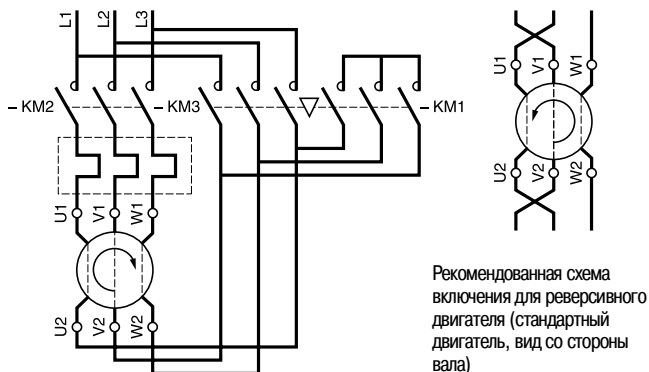 L1 L2 L3
– KM2 – KM3 – KM1
U1 V1 W1
U2 V2 W2
U1 V1 W1
U2 V2 W2
Рекомендованная схема
включения для реверсивного
двигателя (стандартный
двигатель, вид со стороны
вала)